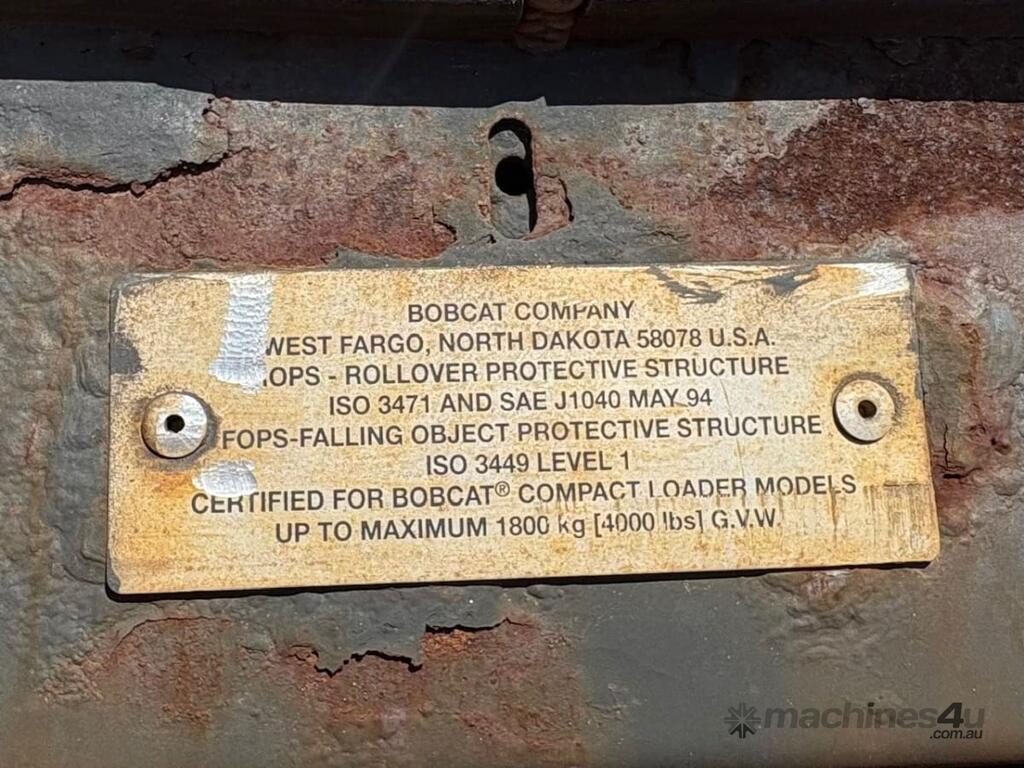 BOBCAT COMPANY
WEST FARGO, NORTH DAKOTA 58078 U.S.A.
ROPS - ROLLOVER PROTECTIVE STRUCTURE
ISO 3471 AND SAE J1040 MAY 94
FOPS-FALLING OBJECT PROTECTIVE STRUCTURE
ISO 3449 LEVEL 1
CERTIFIED FOR BOBCAT® COMPACT LOADER MODELS
UP TO MAXIMUM 1800 kg [4000 lbs] G.V.W.
machines4u
.com.au